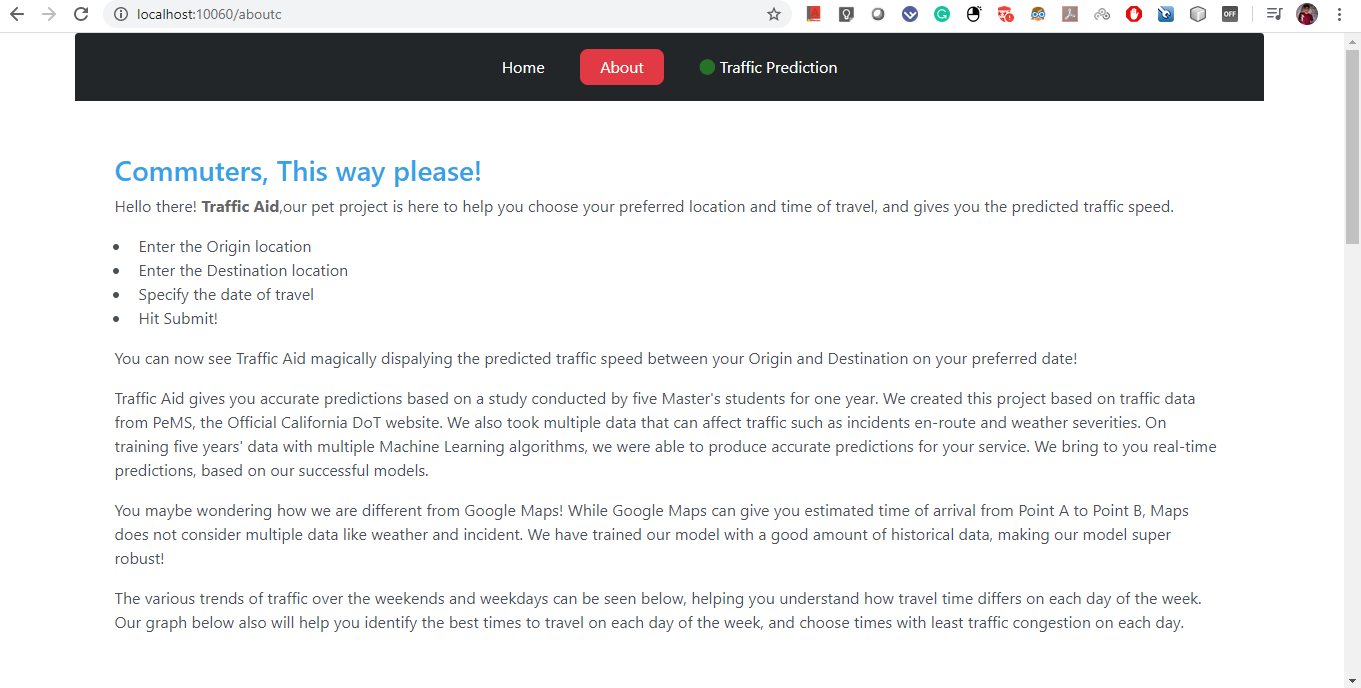 localhost:10060/aboutc
OFF
Home About Traffic Prediction
Commuters, This way please!
Hello there! Traffic Aid,our pet project is here to help you choose your preferred location and time of travel, and gives you the predicted traffic speed.
Enter the Origin location
Enter the Destination location
Specify the date of travel
Hit Submit!
You can now see Traffic Aid magically dispalying the predicted traffic speed between your Origin and Destination on your preferred date!
Traffic Aid gives you accurate predictions based on a study conducted by five Master's students for one year. We created this project based on traffic data
from PeMS, the Official California DoT website. We also took multiple data that can affect traffic such as incidents en-route and weather severities. On
training five years' data with multiple Machine Learning algorithms, we were able to produce accurate predictions for your service. We bring to you real-time
predictions, based on our successful models.
You maybe wondering how we are different from Google Maps! While Google Maps can give you estimated time of arrival from Point A to Point B, Maps
does not consider multiple data like weather and incident. We have trained our model with a good amount of historical data, making our model super
robust!
The various trends of traffic over the weekends and weekdays can be seen below, helping you understand how travel time differs on each day of the week.
Our graph below also will help you identify the best times to travel on each day of the week, and choose times with least traffic congestion on each day.